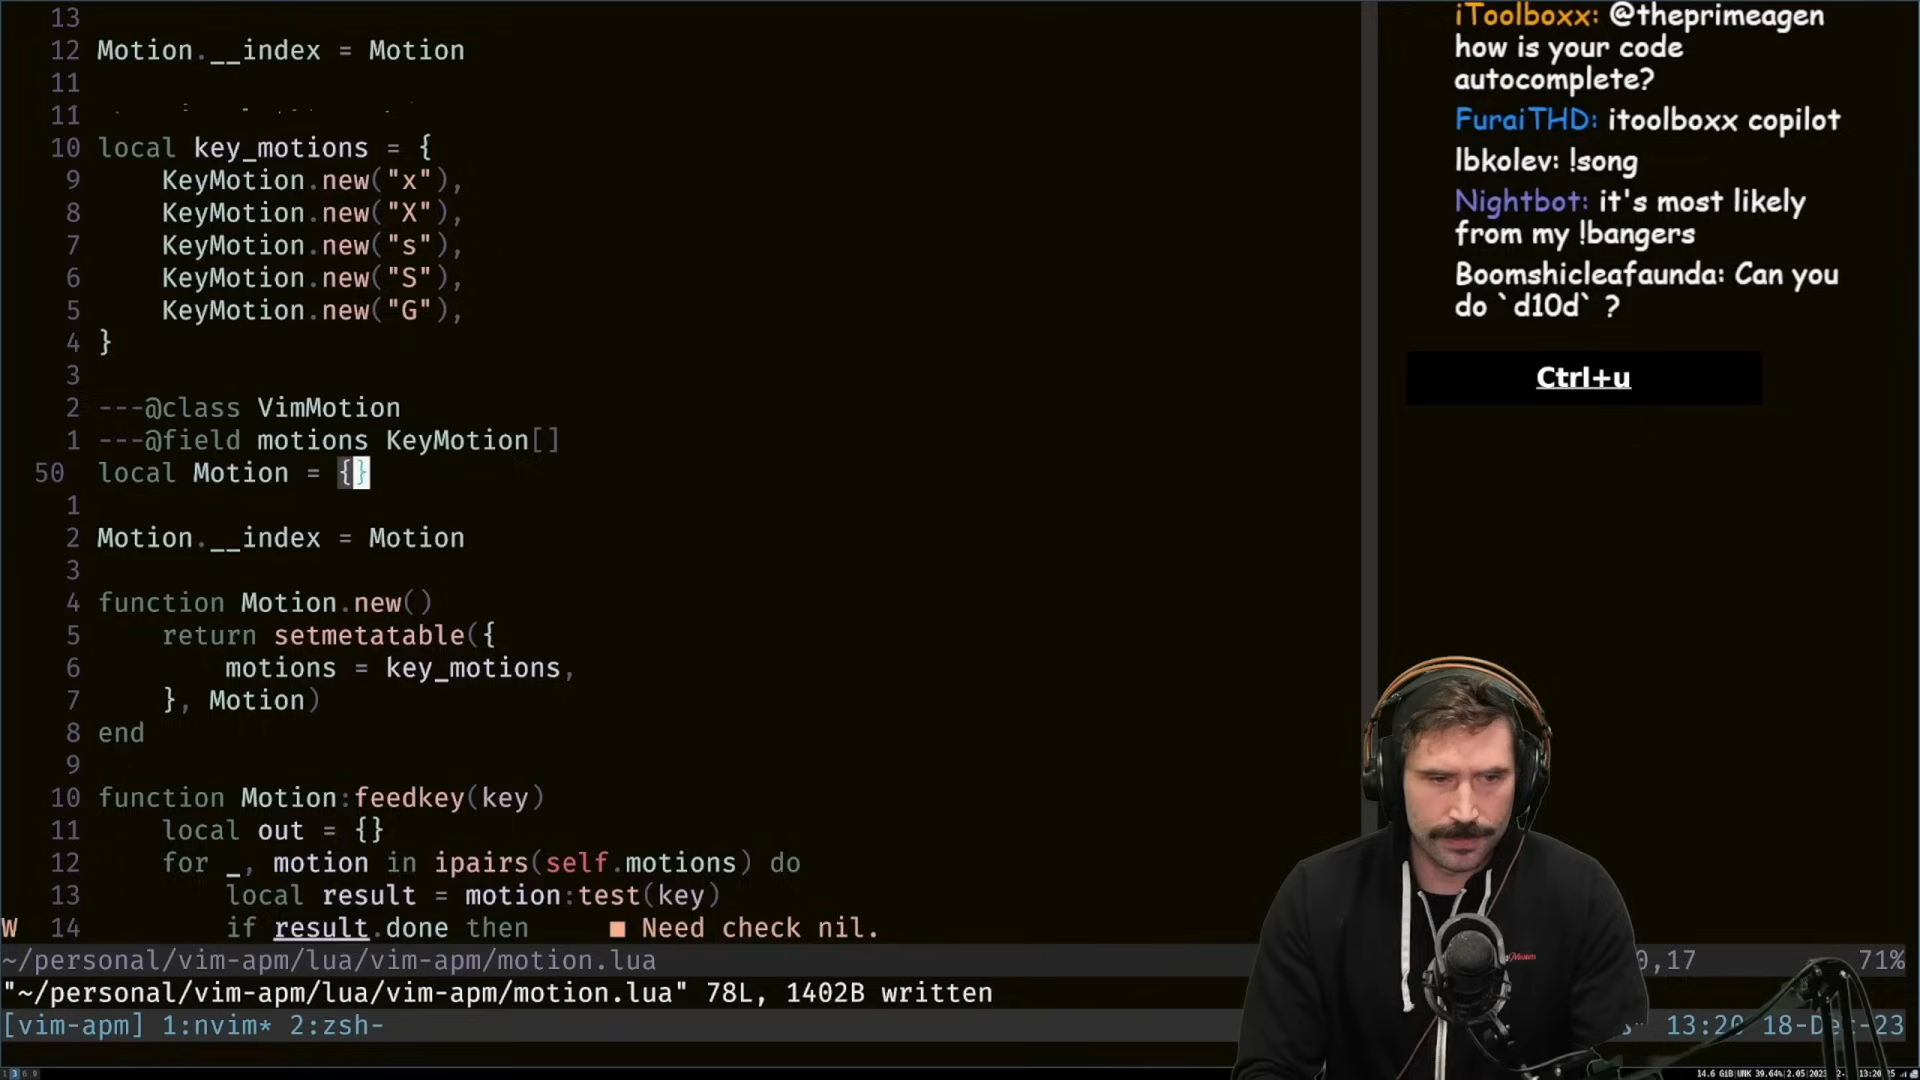 13
12 Motion.__index = Motion
11
11
10 local key_motions = {
9 KeyMotion.new("x"),
8 KeyMotion.new("X"),
7 KeyMotion.new("s"),
6 KeyMotion.new("S"),
5 KeyMotion.new("G"),
4 }
3
2 ---@class VimMotion
1 ---@field motions KeyMotion[]
50 local Motion = {}
1
2 Motion.__index = Motion
3
4 function Motion.new()
5 return setmetatable({
6 motions = key_motions,
7 }, Motion)
8 end
9
10 function Motion:feedkey(key)
11 local out = {}
12 for _, motion in ipairs(self.motions) do
13 local result = motion:test(key)
W 14 if result.done then ■ Need check nil.
~/personal/vim-apm/lua/vim-apm/motion.lua 0,17 71%
"~/personal/vim-apm/lua/vim-apm/motion.lua" 78L, 1402B written
[vim-apm] 1:nvim* 2:zsh- 13:20 18-Dec-23
iToolboxx: @theprimeagen
how is your code
autocomplete?
FuraiTHD: itoolboxx copilot
lbkolev: !song
Nightbot: it's most likely
from my !bangers
Boomshicleafaunda: Can you
do `d10d` ?
Ctrl+u